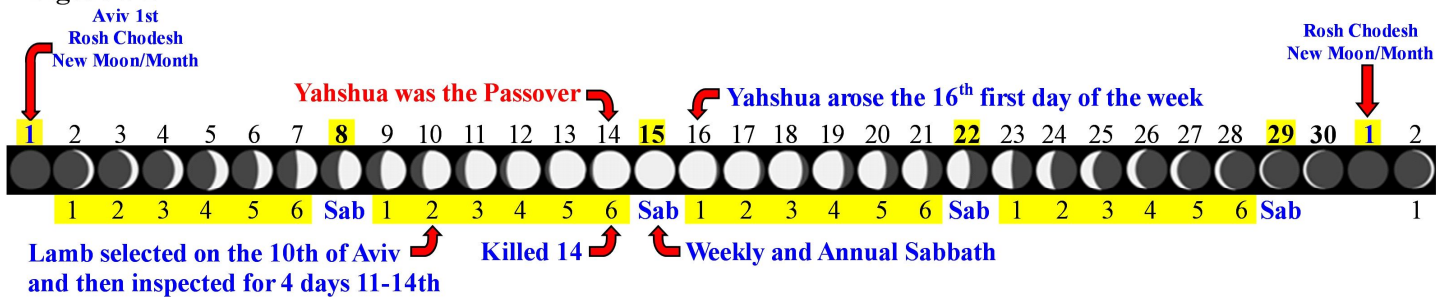 Aviv 1st
Rosh Chodesh
New Moon/Month
Rosh Chodesh
New Moon/Month
Yahshua was the Passover
Yahshua arose the 16th first day of the week
1 2 3 4 5 6 7 8 9 10 11 12 13 14 15 16 17 18 19 20 21 22 23 24 25 26 27 28 29 30 1 2
1 2 3 4 5 6 Sab 1 2 3 4 5 6 Sab 1 2 3 4 5 6 Sab 1 2 3 4 5 6 Sab 1
Lamb selected on the 10th of Aviv
and then inspected for 4 days 11-14th
Killed 14
Weekly and Annual Sabbath